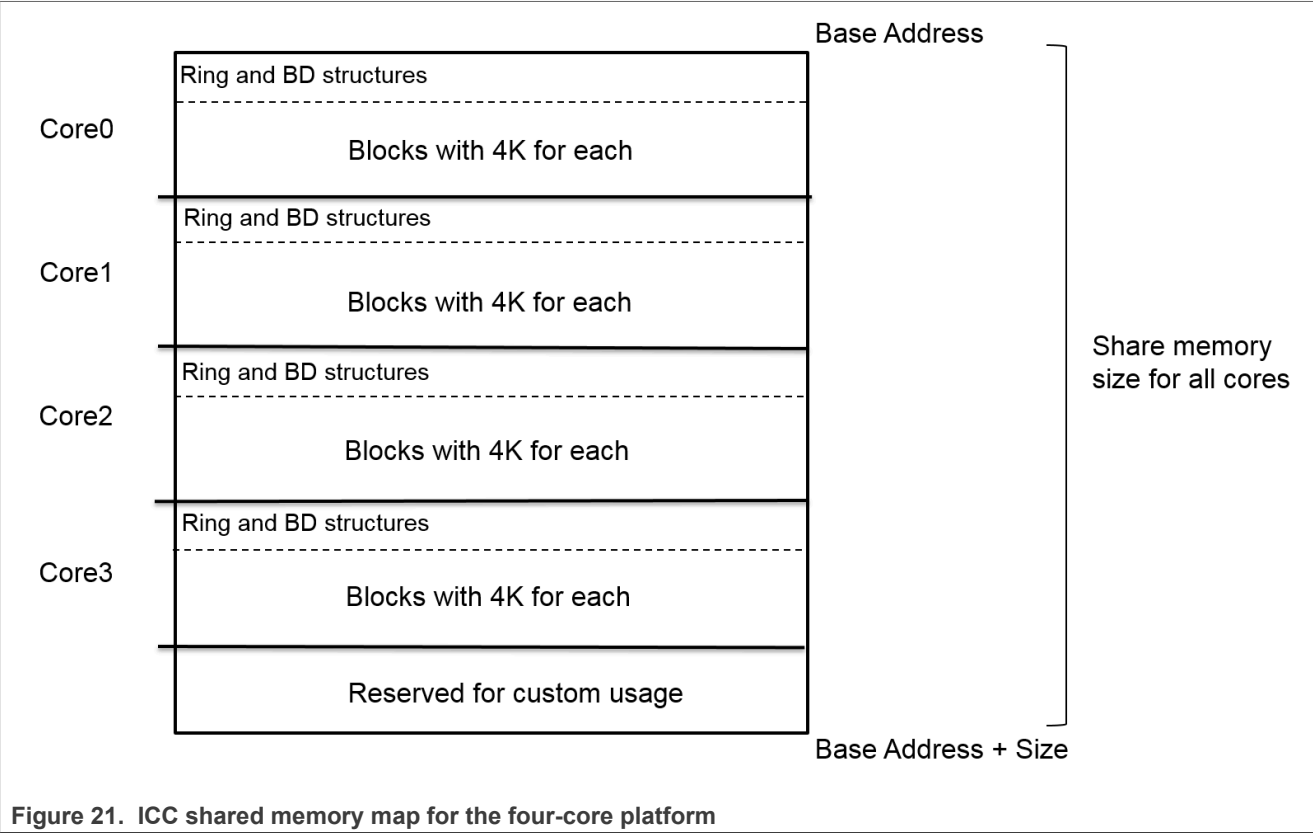 Base Address
Ring and BD structures
Core0
Blocks with 4K for each
Ring and BD structures
Core1
Blocks with 4K for each
Share memory
size for all cores
Ring and BD structures
Core2
Blocks with 4K for each
Ring and BD structures
Core3
Blocks with 4K for each
Reserved for custom usage
Base Address + Size
Figure 21. ICC shared memory map for the four-core platform